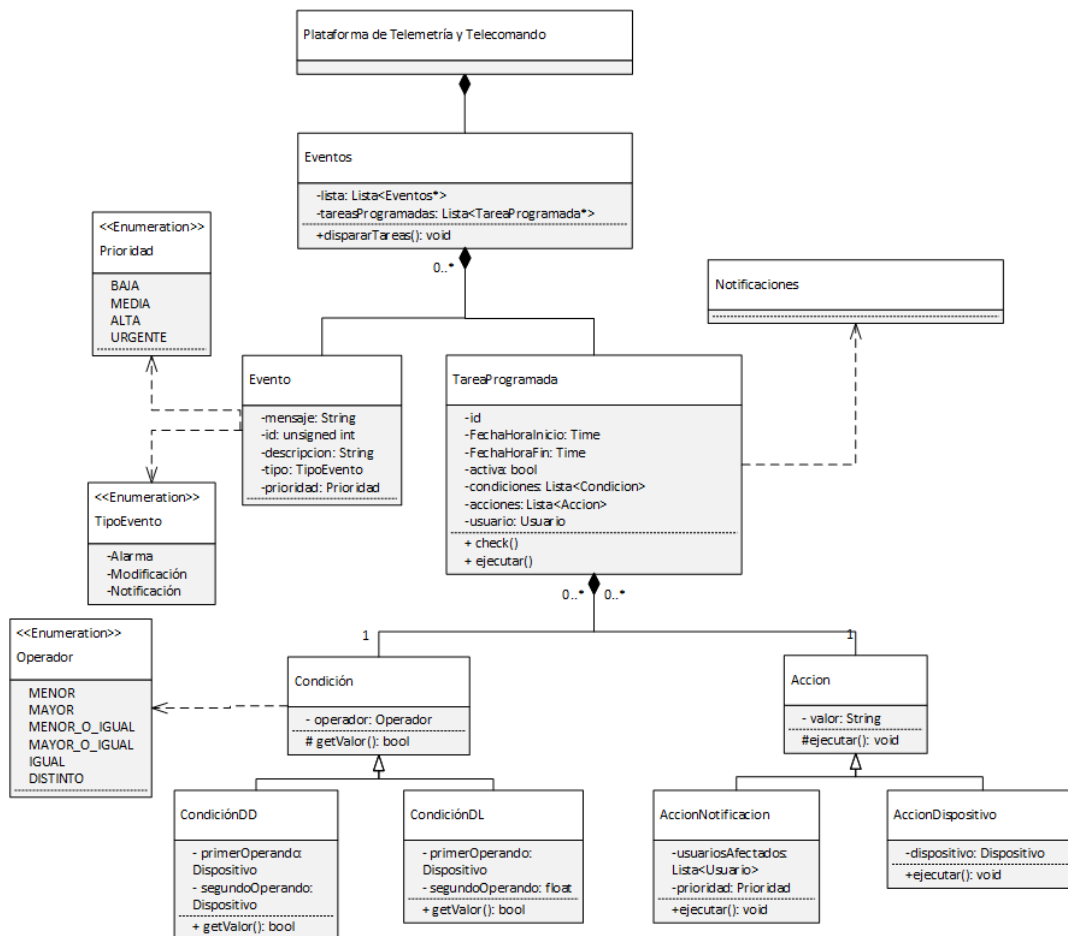 Plataforma de Telemetría y Telecomando
Eventos
-lista: Lista<Eventos*>
-tareasProgramadas: Lista<TareaProgramada*>
+dispararTareas(): void
0..*
<<Enumeration>>
Prioridad
BAJA
MEDIA
ALTA
URGENTE
Notificaciones
Evento
-mensaje: String
-id: unsigned int
-descripcion: String
-tipo: TipoEvento
-prioridad: Prioridad
TareaProgramada
-id
-FechaHoraInicio: Time
-FechaHoraFin: Time
-activa: bool
-condiciones: Lista<Condicion>
-acciones: Lista<Accion>
-usuario: Usuario
+ check()
+ ejecutar()
<<Enumeration>>
TipoEvento
-Alarma
-Modificación
-Notificación
0..*
0..*
1
1
<<Enumeration>>
Operador
MENOR
MAYOR
MENOR_O_IGUAL
MAYOR_O_IGUAL
IGUAL
DISTINTO
Condición
- operador: Operador
# getValor(): bool
Accion
- valor: String
#ejecutar(): void
CondiciónDD
- primerOperando:
Dispositivo
- segundoOperando:
Dispositivo
+ getValor(): bool
CondiciónDL
- primerOperando:
Dispositivo
- segundoOperando: float
+ getValor(): bool
AccionNotificacion
-usuariosAfectados:
Lista<Usuario>
-prioridad: Prioridad
+ejecutar(): void
AccionDispositivo
-dispositivo: Dispositivo
+ejecutar(): void